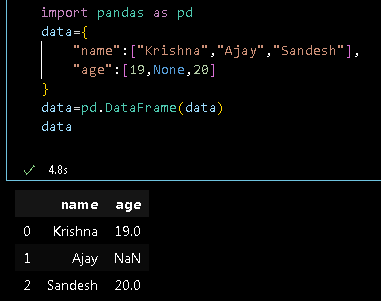 import pandas as pd
data={
    "name":["Krishna","Ajay","Sandesh"],
    "age":[19,None,20]
}
data=pd.DataFrame(data)
data
4.8s
name age
0 Krishna 19.0
1 Ajay NaN
2 Sandesh 20.0